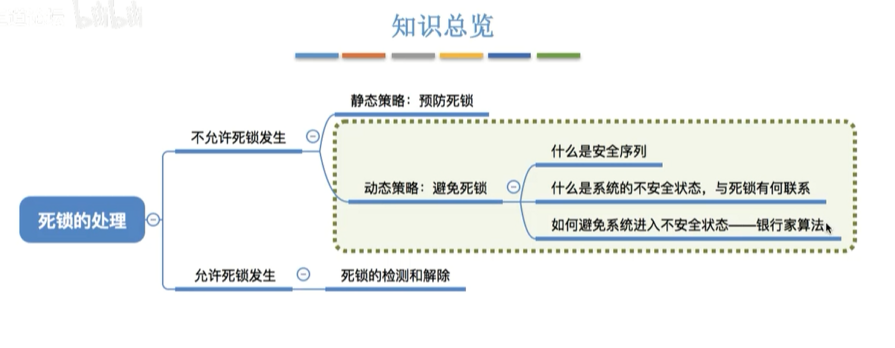 bilibili
知识总览
静态策略：预防死锁
不允许死锁发生
什么是安全序列
动态策略：避免死锁
什么是系统的不安全状态，与死锁有何联系
死锁的处理
如何避免系统进入不安全状态——银行家算法
允许死锁发生
死锁的检测和解除